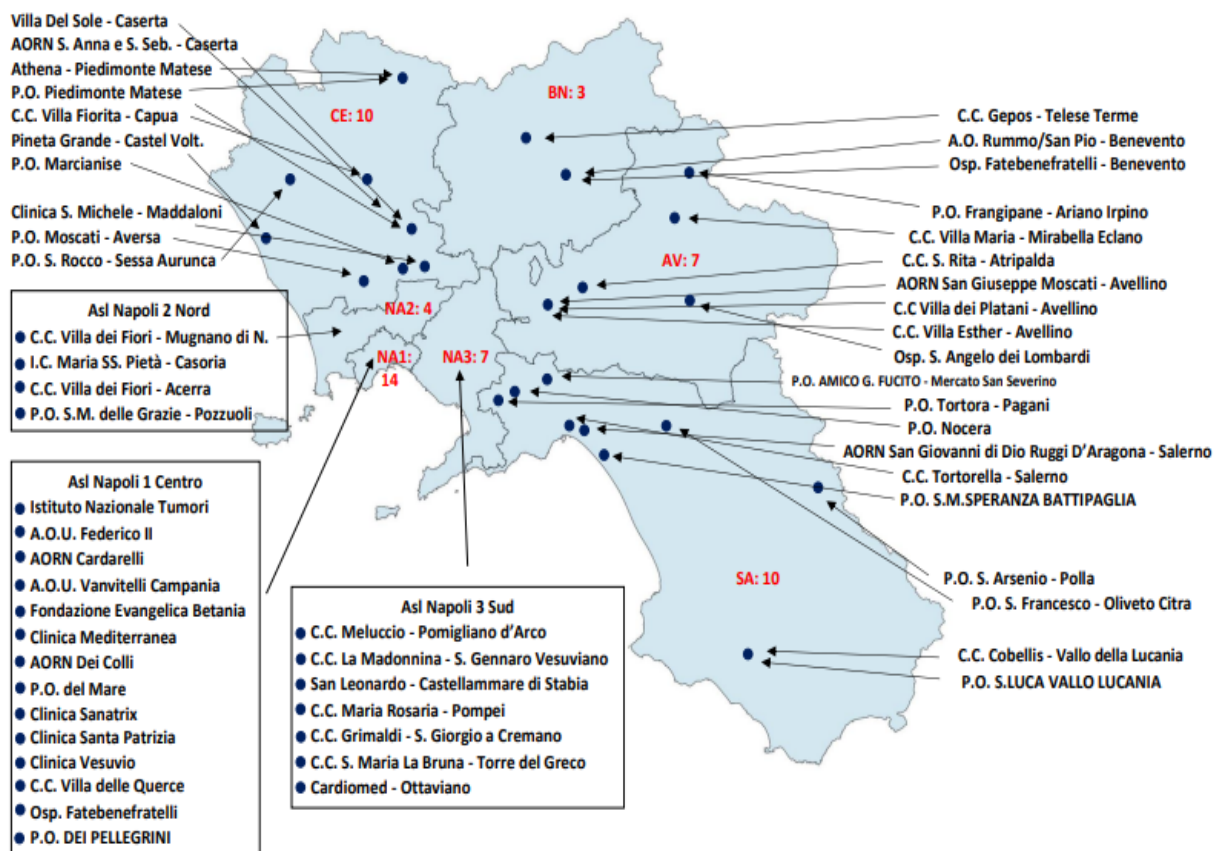 Villa Del Sole - Caserta
AORN S. Anna e S. Seb. - Caserta
Athena - Piedimonte Matese
P.O. Piedimonte Matese
C.C. Villa Fiorita - Capua
Pineta Grande - Castel Volt.
P.O. Marcianise
Clinica S. Michele - Maddaloni
P.O. Moscati - Aversa
P.O. S. Rocco - Sessa Aurunca
CE: 10
BN: 3
AV: 7
NA2: 4
NA1:
14
NA3: 7
SA: 10
C.C. Gepos - Telese Terme
A.O. Rummo/San Pio - Benevento
Osp. Fatebenefratelli - Benevento
P.O. Frangipane - Ariano Irpino
C.C. Villa Maria - Mirabella Eclano
C.C. S. Rita - Atripalda
AORN San Giuseppe Moscati - Avellino
C.C Villa dei Platani - Avellino
C.C. Villa Esther - Avellino
Osp. S. Angelo dei Lombardi
P.O. AMICO G. FUCITO - Mercato San Severino
P.O. Tortora - Pagani
P.O. Nocera
AORN San Giovanni di Dio Ruggi D'Aragona - Salerno
C.C. Tortorella - Salerno
P.O. S.M.SPERANZA BATTIPAGLIA
P.O. S. Arsenio - Polla
P.O. S. Francesco - Oliveto Citra
C.C. Cobellis - Vallo della Lucania
P.O. S.LUCA VALLO LUCANIA
Asl Napoli 2 Nord
C.C. Villa dei Fiori - Mugnano di N.
I.C. Maria SS. Pietà - Casoria
C.C. Villa dei Fiori - Acerra
P.O. S.M. delle Grazie - Pozzuoli
Asl Napoli 1 Centro
Istituto Nazionale Tumori
A.O.U. Federico II
AORN Cardarelli
A.O.U. Vanvitelli Campania
Fondazione Evangelica Betania
Clinica Mediterranea
AORN Dei Colli
P.O. del Mare
Clinica Sanatrix
Clinica Santa Patrizia
Clinica Vesuvio
C.C. Villa delle Querce
Osp. Fatebenefratelli
P.O. DEI PELLEGRINI
Asl Napoli 3 Sud
C.C. Meluccio - Pomigliano d'Arco
C.C. La Madonnina - S. Gennaro Vesuviano
San Leonardo - Castellammare di Stabia
C.C. Maria Rosaria - Pompei
C.C. Grimaldi - S. Giorgio a Cremano
C.C. S. Maria La Bruna - Torre del Greco
Cardiomed - Ottaviano